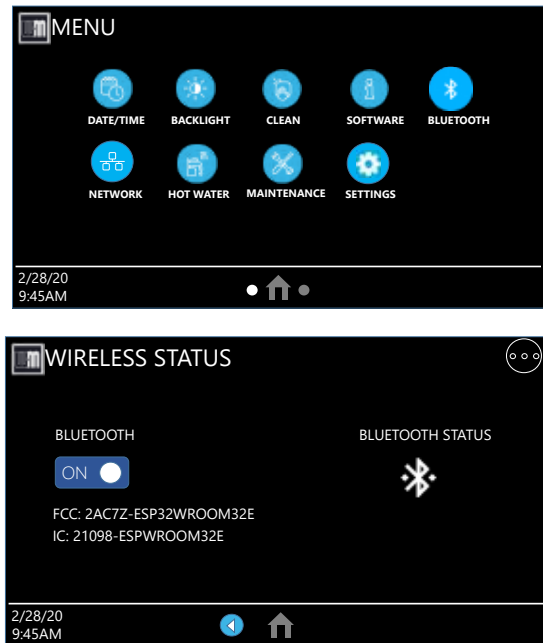 MENU
DATE/TIME BACKLIGHT CLEAN SOFTWARE BLUETOOTH
NETWORK HOT WATER MAINTENANCE SETTINGS
2/28/20
9:45AM
WIRELESS STATUS
BLUETOOTH BLUETOOTH STATUS
ON
FCC: 2AC7Z-ESP32WROOM32E
IC: 21098-ESPWROOM32E
2/28/20
9:45AM